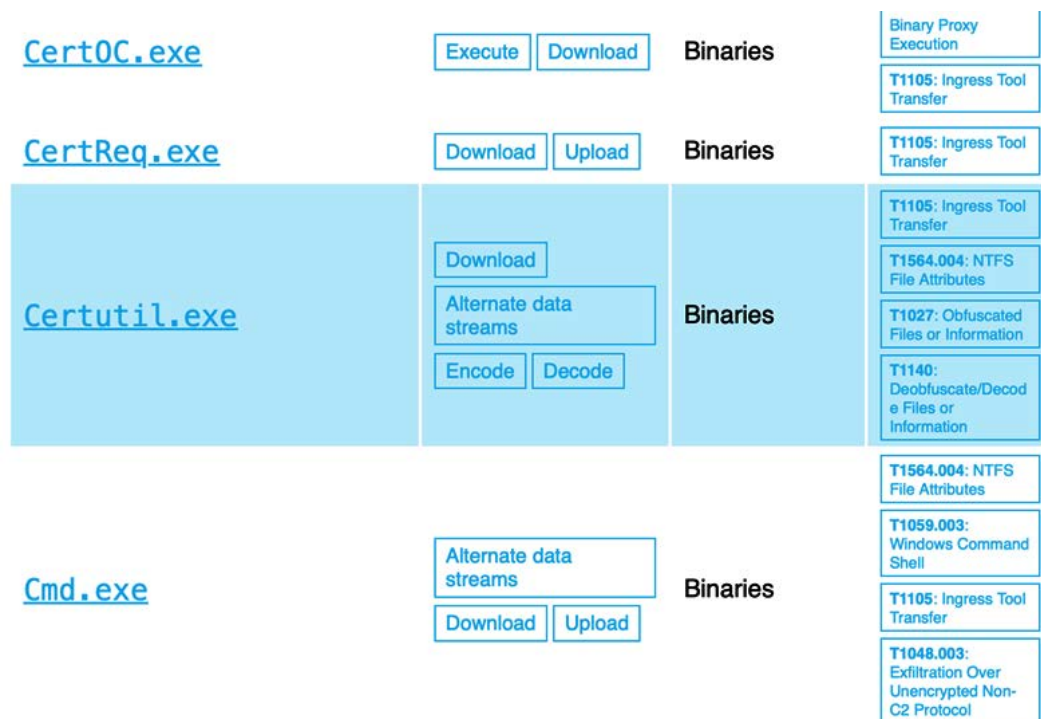 CertOC.exe
Execute Download
Binaries
Binary Proxy
Execution
T1105: Ingress Tool
Transfer
CertReq.exe
Download Upload
Binaries
T1105: Ingress Tool
Transfer
Certutil.exe
Download
Alternate data
streams
Encode Decode
Binaries
T1105: Ingress Tool
Transfer
T1564.004: NTFS
File Attributes
T1027: Obfuscated
Files or Information
T1140:
Deobfuscate/Decod
e Files or
Information
Cmd.exe
Alternate data
streams
Download Upload
Binaries
T1564.004: NTFS
File Attributes
T1059.003:
Windows Command
Shell
T1105: Ingress Tool
Transfer
T1048.003:
Exfiltration Over
Unencrypted Non-
C2 Protocol